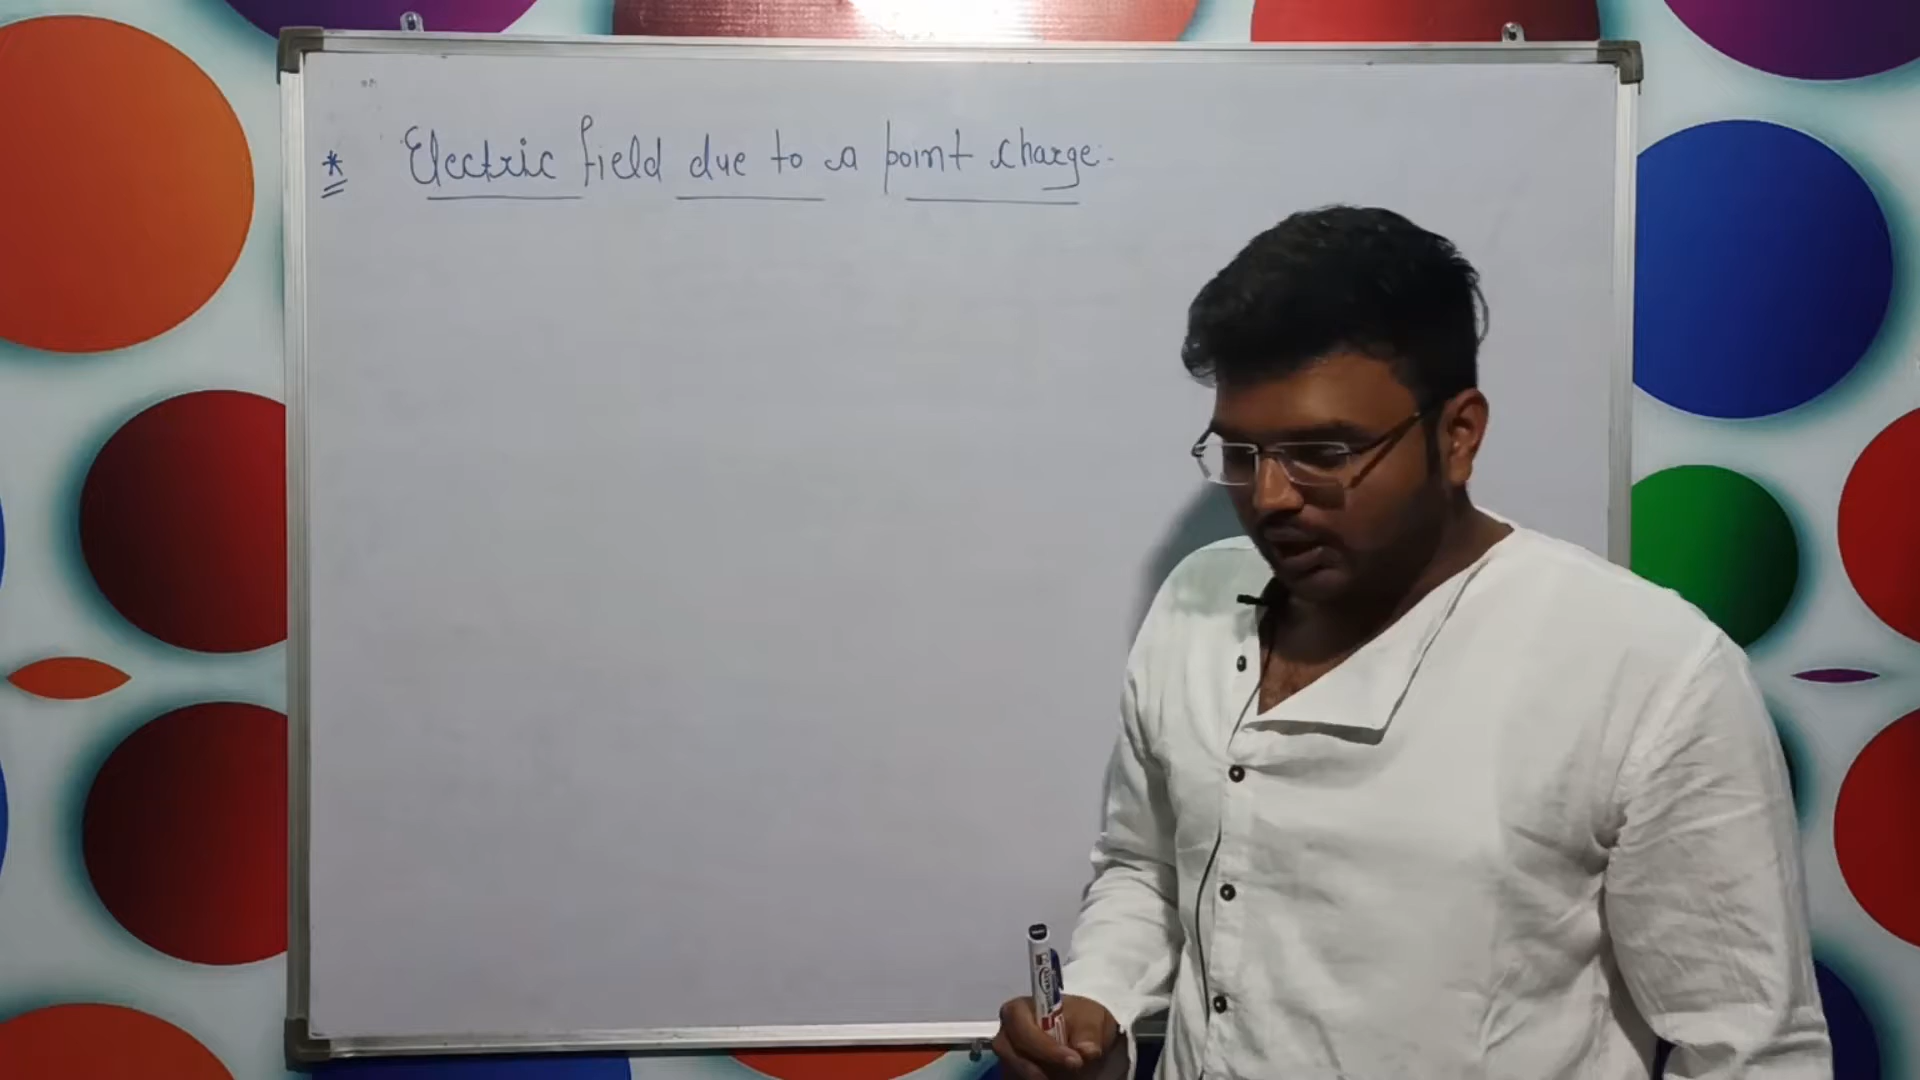 * Electric field due to a point charge:-